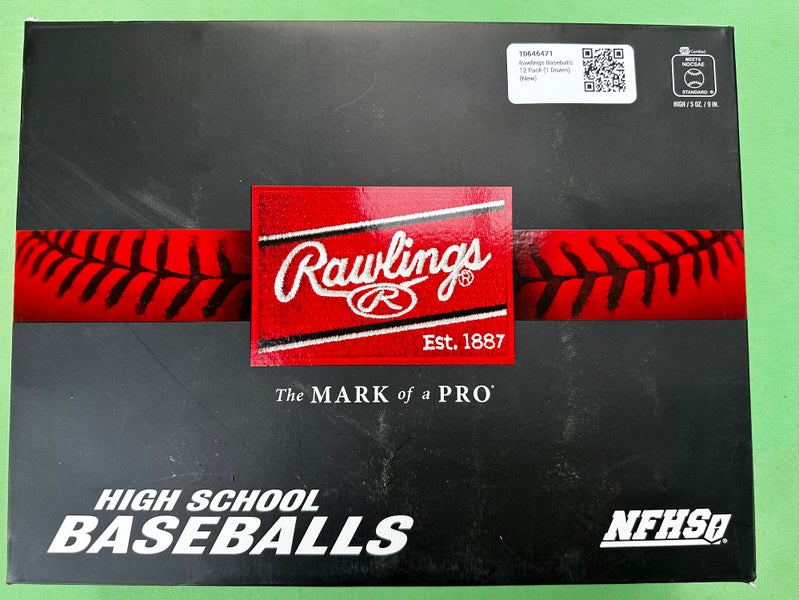 10646471
Rawlings Baseballs
12 Pack (1 Dozen)
(New)
Certified
MEETS
NOCSAE
STANDARD ®
HIGH / 5 OZ. / 9 IN.
Rawlings®
R
Est. 1887
The MARK of a PRO®
HIGH SCHOOL
BASEBALLS
NFHS®